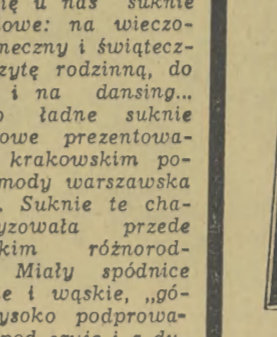 ię u nas suknie
owe: na wieczo-
neczny i świątecz-
zytę rodzinną, do
i na dansing...
o ładne suknie
owe prezentowa-
krakowskim po-
mody warszawska
. Suknie te cha-
yzowała przede
kim różnorod-
Miały spódnice
e i wąskie, „gó-
ysoko podprowa-